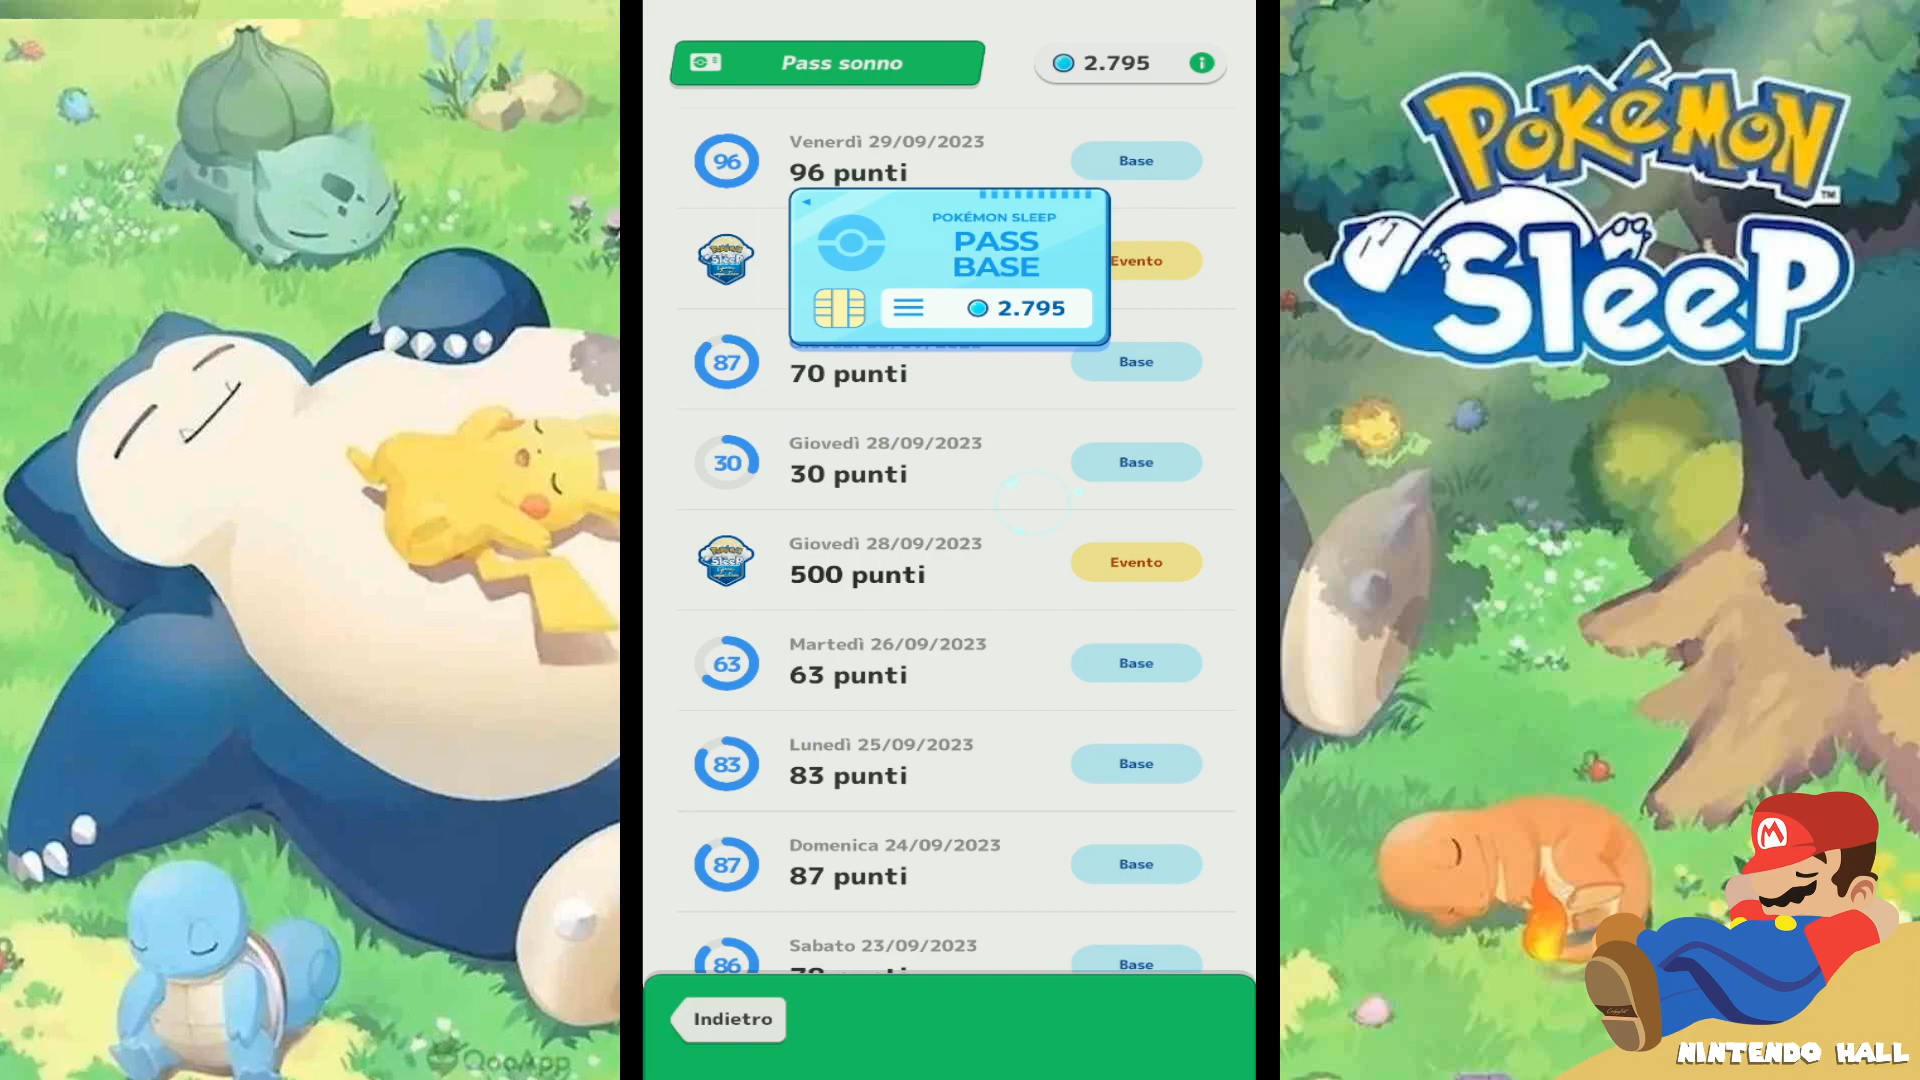 Pass sonno
2.795
i
96
Venerdì 29/09/2023
96 punti
Base
POKÉMON SLEEP
PASS
BASE
2.795
Evento
87
70 punti
Base
30
Giovedì 28/09/2023
30 punti
Base
Giovedì 28/09/2023
500 punti
Evento
63
Martedì 26/09/2023
63 punti
Base
83
Lunedì 25/09/2023
83 punti
Base
87
Domenica 24/09/2023
87 punti
Base
86
Sabato 23/09/2023
Base
Indietro
POKÉMON
Sleep
TM
M
NINTENDO HALL
QooApp